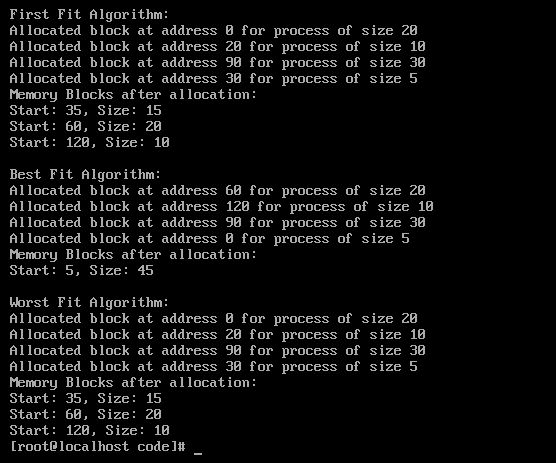 First Fit Algorithm:
Allocated block at address 0 for process of size 20
Allocated block at address 20 for process of size 10
Allocated block at address 90 for process of size 30
Allocated block at address 30 for process of size 5
Memory Blocks after allocation:
Start: 35, Size: 15
Start: 60, Size: 20
Start: 120, Size: 10
Best Fit Algorithm:
Allocated block at address 60 for process of size 20
Allocated block at address 120 for process of size 10
Allocated block at address 90 for process of size 30
Allocated block at address 0 for process of size 5
Memory Blocks after allocation:
Start: 5, Size: 45
Worst Fit Algorithm:
Allocated block at address 0 for process of size 20
Allocated block at address 20 for process of size 10
Allocated block at address 90 for process of size 30
Allocated block at address 30 for process of size 5
Memory Blocks after allocation:
Start: 35, Size: 15
Start: 60, Size: 20
Start: 120, Size: 10
[root@localhost code]# _